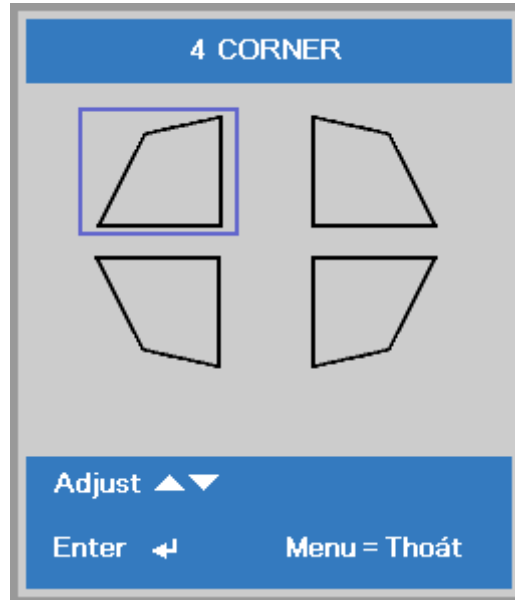 4 CORNER
Adjust ▲▼
Enter ↵
Menu = Thoát